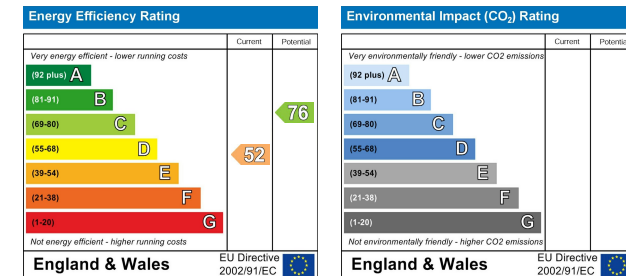 Energy Efficiency Rating
Current Potential
Very energy efficient - lower running costs
(92 plus) A
(81-91) B
(69-80) C
(55-68) D
(39-54) E
(21-38) F
(1-20) G
52
76
Not energy efficient - higher running costs
England & Wales
EU Directive
2002/91/EC
Environmental Impact (CO₂) Rating
Current Potential
Very environmentally friendly - lower CO2 emissions
(92 plus) A
(81-91) B
(69-80) C
(55-68) D
(39-54) E
(21-38) F
(1-20) G
Not environmentally friendly - higher CO2 emissions
England & Wales
EU Directive
2002/91/EC